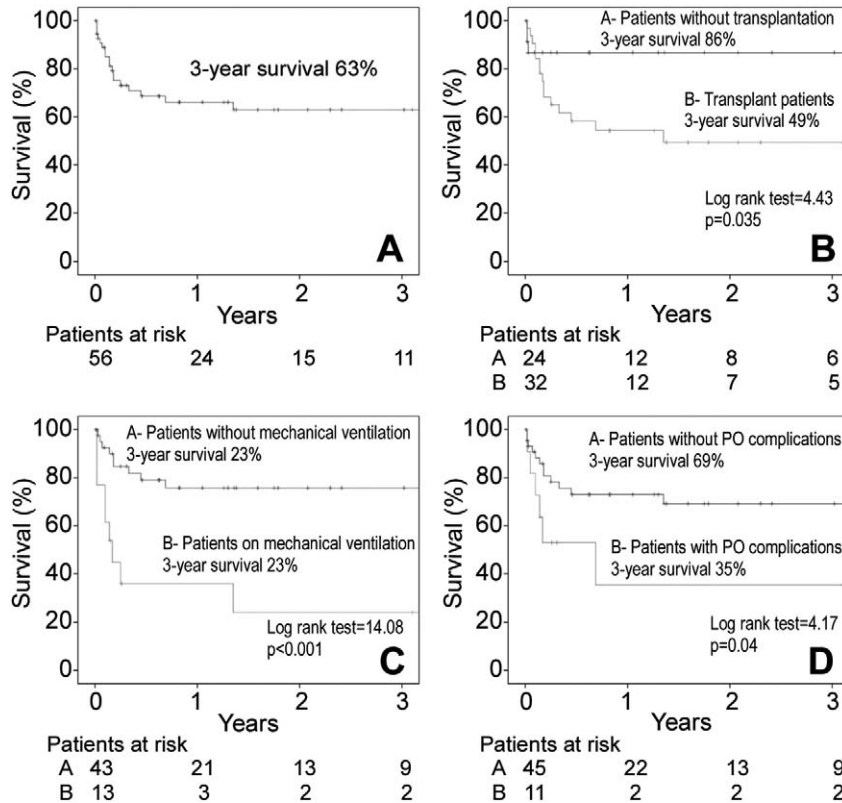 100
80
60
40
20
0
Survival (%)
3-year survival 63%
A
0 1 2 3
Years
Patients at risk
56 24 15 11
100
80
60
40
20
0
Survival (%)
A- Patients without transplantation
3-year survival 86%
B- Transplant patients
3-year survival 49%
Log rank test=4.43
p=0.035
B
0 1 2 3
Years
Patients at risk
A 24 12 8 6
B 32 12 7 5
100
80
60
40
20
0
Survival (%)
A- Patients without mechanical ventilation
3-year survival 23%
B- Patients on mechanical ventilation
3-year survival 23%
Log rank test=14.08
p<0.001
C
0 1 2 3
Years
Patients at risk
A 43 21 13 9
B 13 3 2 2
100
80
60
40
20
0
Survival (%)
A- Patients without PO complications
3-year survival 69%
B- Patients with PO complications
3-year survival 35%
Log rank test=4.17
p=0.04
D
0 1 2 3
Years
Patients at risk
A 45 22 13 9
B 11 2 2 2